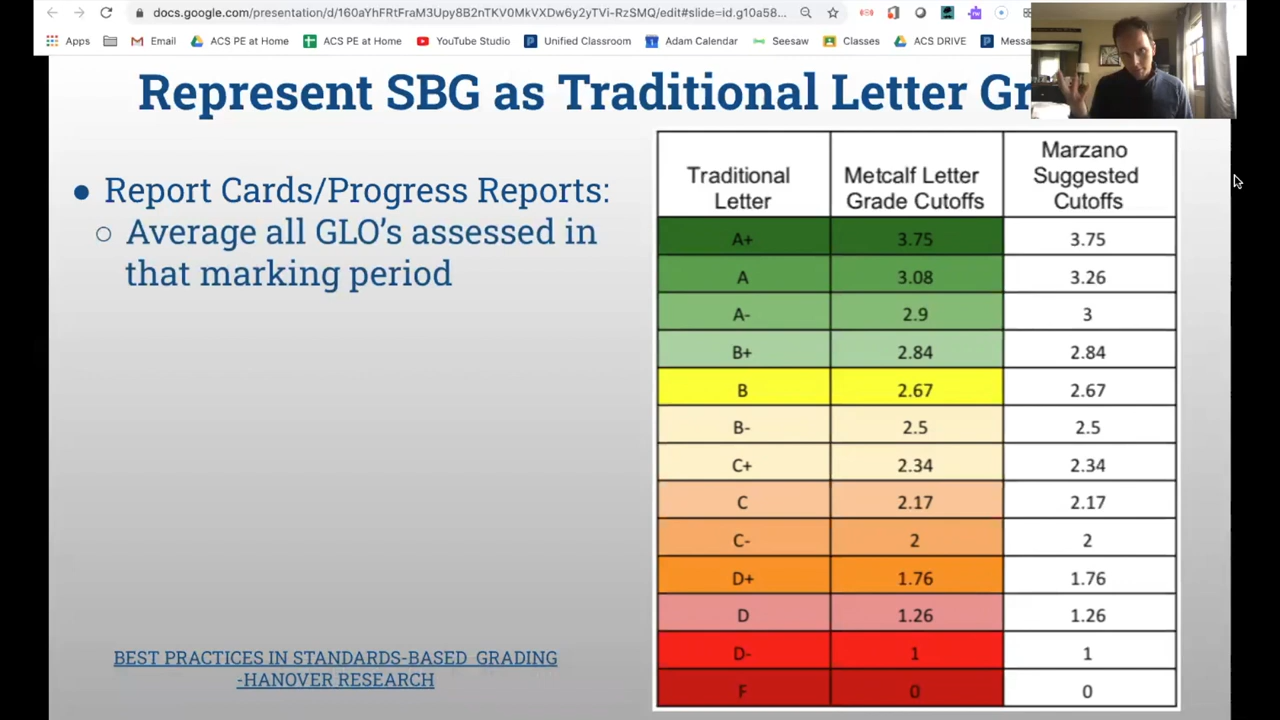 docs.google.com/presentation/d/160aYhFRtFraM3Upy8B2nTKV0MkVXDw6y2yTVi-RzSMQ/edit#slide=id.g10a58...
Apps Email ACS PE at Home ACS PE at Home YouTube Studio Unified Classroom Adam Calendar Seesaw Classes ACS DRIVE Messa
Represent SBG as Traditional Letter Gr
● Report Cards/Progress Reports:
○ Average all GLO's assessed in
that marking period
BEST PRACTICES IN STANDARDS-BASED GRADING
-HANOVER RESEARCH
Traditional Letter Metcalf Letter Grade Cutoffs Marzano Suggested Cutoffs
A+ 3.75 3.75
A 3.08 3.26
A- 2.9 3
B+ 2.84 2.84
B 2.67 2.67
B- 2.5 2.5
C+ 2.34 2.34
C 2.17 2.17
C- 2 2
D+ 1.76 1.76
D 1.26 1.26
D- 1 1
F 0 0